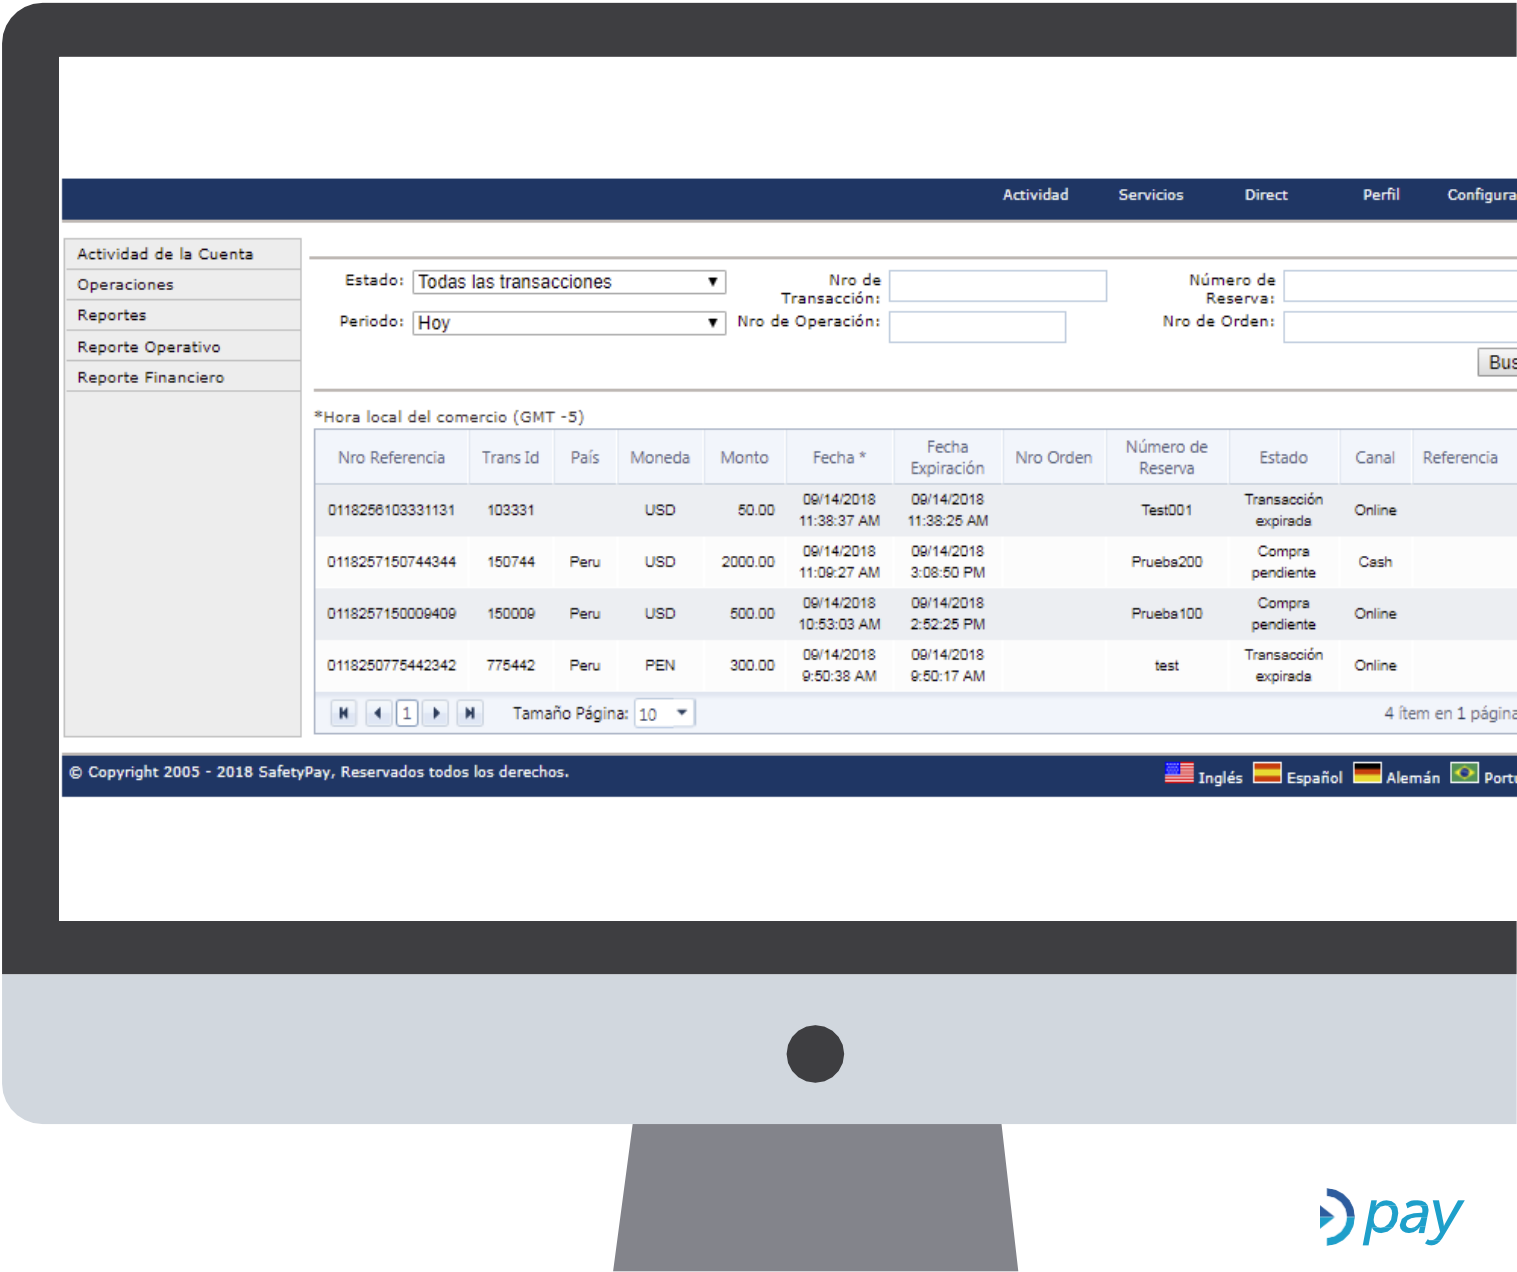 Actividad Servicios Direct Perfil Configura
Actividad de la Cuenta
Operaciones
Reportes
Reporte Operativo
Reporte Financiero
Estado: Todas las transacciones
Nro de
Transacción:
Número de
Reserva:
Periodo: Hoy
Nro de Operación:
Nro de Orden:
Bus
*Hora local del comercio (GMT -5)
Nro Referencia Trans Id País Moneda Monto Fecha * Fecha Expiración Nro Orden Número de Reserva Estado Canal Referencia
0118256103331131 103331 USD 50.00 09/14/2018 11:38:37 AM 09/14/2018 11:38:25 AM Test001 Transacción expirada Online
0118257150744344 150744 Peru USD 2000.00 09/14/2018 11:09:27 AM 09/14/2018 3:08:50 PM Prueba200 Compra pendiente Cash
0118257150009409 150009 Peru USD 500.00 09/14/2018 10:53:03 AM 09/14/2018 2:52:25 PM Prueba100 Compra pendiente Online
0118250775442342 775442 Peru PEN 300.00 09/14/2018 9:50:38 AM 09/14/2018 9:50:17 AM test Transacción expirada Online
1 Tamaño Página: 10 4 ítem en 1 página
© Copyright 2005 - 2018 SafetyPay, Reservados todos los derechos.
Inglés Español Alemán Portu
pay